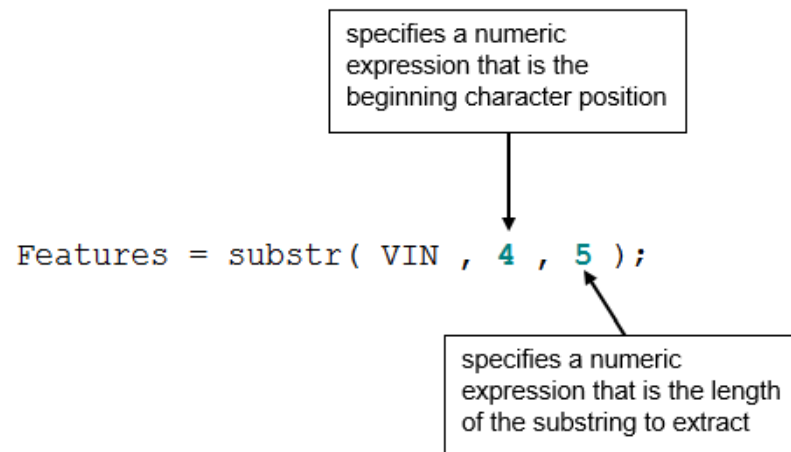 specifies a numeric
expression that is the
beginning character position
Features = substr( VIN , 4 , 5 );
specifies a numeric
expression that is the length
of the substring to extract